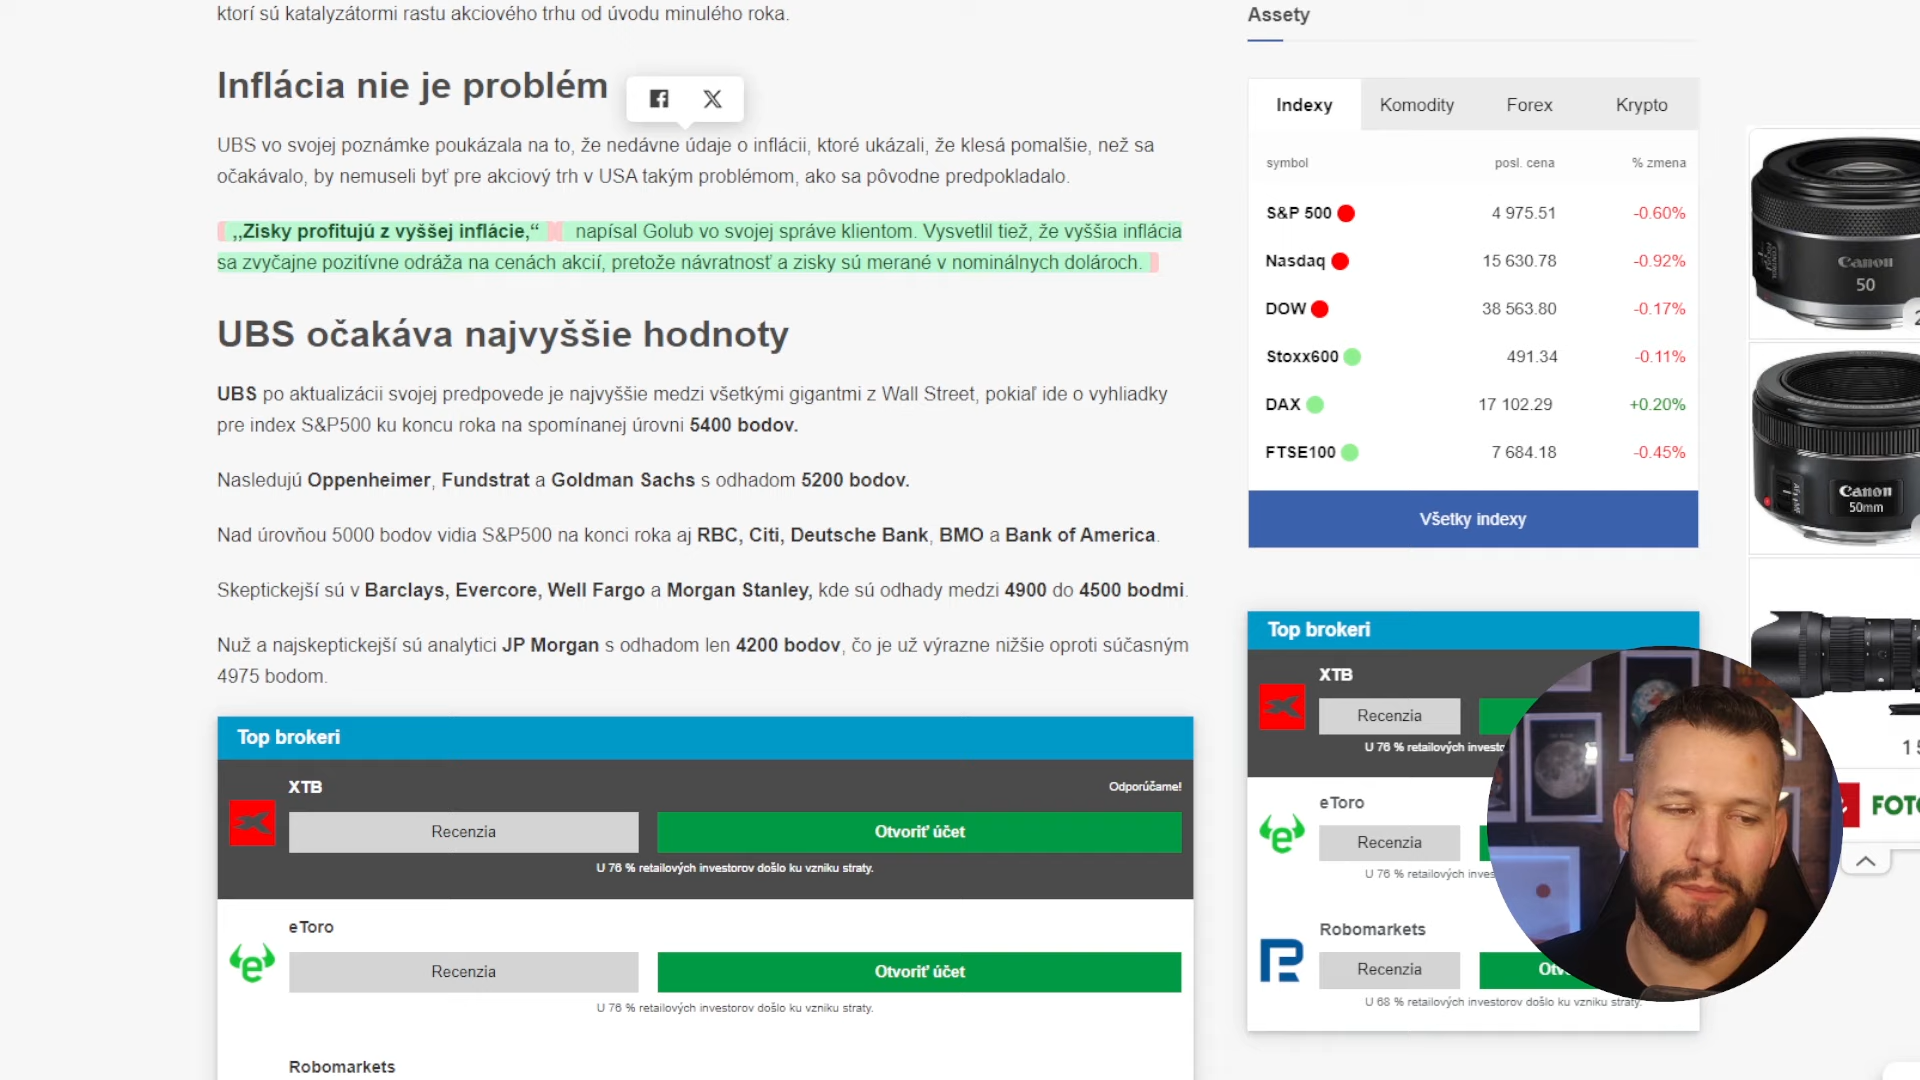 ktorí sú katalyzátormi rastu akciového trhu od úvodu minulého roka.
Inflácia nie je problém
UBS vo svojej poznámke poukázala na to, že nedávne údaje o inflácii, ktoré ukázali, že klesá pomalšie, než sa
očakávalo, by nemuseli byť pre akciový trh v USA takým problémom, ako sa pôvodne predpokladalo.
„Zisky profitujú z vyššej inflácie,“ napísal Golub vo svojej správe klientom. Vysvetlil tiež, že vyššia inflácia
sa zvyčajne pozitívne odráža na cenách akcií, pretože návratnosť a zisky sú merané v nominálnych dolároch.
UBS očakáva najvyššie hodnoty
UBS po aktualizácii svojej predpovede je najvyššie medzi všetkými gigantmi z Wall Street, pokiaľ ide o vyhliadky
pre index S&P500 ku koncu roka na spomínanej úrovni 5400 bodov.
Nasledujú Oppenheimer, Fundstrat a Goldman Sachs s odhadom 5200 bodov.
Nad úrovňou 5000 bodov vidia S&P500 na konci roka aj RBC, Citi, Deutsche Bank, BMO a Bank of America.
Skeptickejší sú v Barclays, Evercore, Well Fargo a Morgan Stanley, kde sú odhady medzi 4900 do 4500 bodmi.
Nuž a najskeptickejší sú analytici JP Morgan s odhadom len 4200 bodov, čo je už výrazne nižšie oproti súčasným
4975 bodom.
Top brokeri
XTB
Odporúčame!
Recenzia
Otvoriť účet
U 76 % retailových investorov došlo ku vzniku straty.
eToro
Recenzia
Otvoriť účet
U 76 % retailových investorov došlo ku vzniku straty.
Robomarkets
Assety
Indexy Komodity Forex Krypto
symbol posl. cena % zmena
S&P 500 4 975.51 -0.60%
Nasdaq 15 630.78 -0.92%
DOW 38 563.80 -0.17%
Stoxx600 491.34 -0.11%
DAX 17 102.29 +0.20%
FTSE100 7 684.18 -0.45%
Všetky indexy
Top brokeri
XTB
Recenzia
U 76 % retailových
eToro
Recenzia
U 76 % retailových
Robomarkets
Recenzia
U 68 % retailových investorov došlo ku vzniku straty.
Canon
50
Canon
50mm